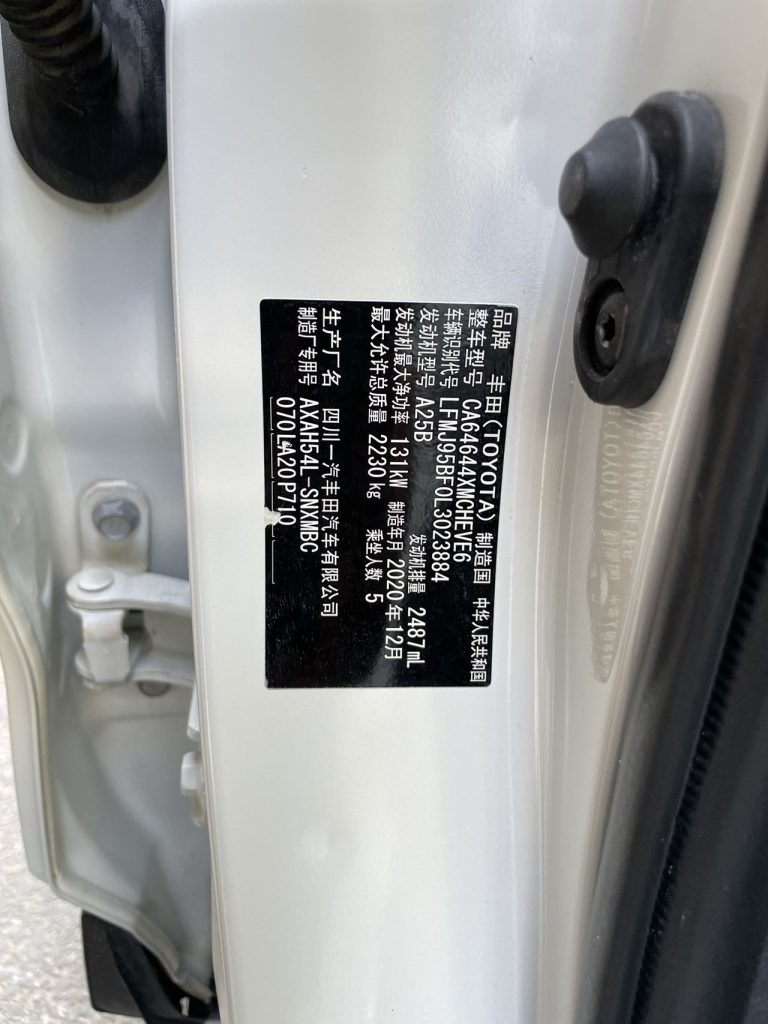 品牌 丰田(TOYOTA) 制造国 中华人民共和国
整车型号 CA64644XMCHEVE6
车辆识别代号 LFMJ95BF0L3023884
发动机型号 A25B 发动机排量 2487mL
发动机最大净功率 131kW 制造年月 2020年12月
最大允许总质量 2230kg 乘坐人数 5
生产厂名 四川一汽丰田汽车有限公司
制造厂专用号 AXAH54L-SNXMBC
070LA20P710